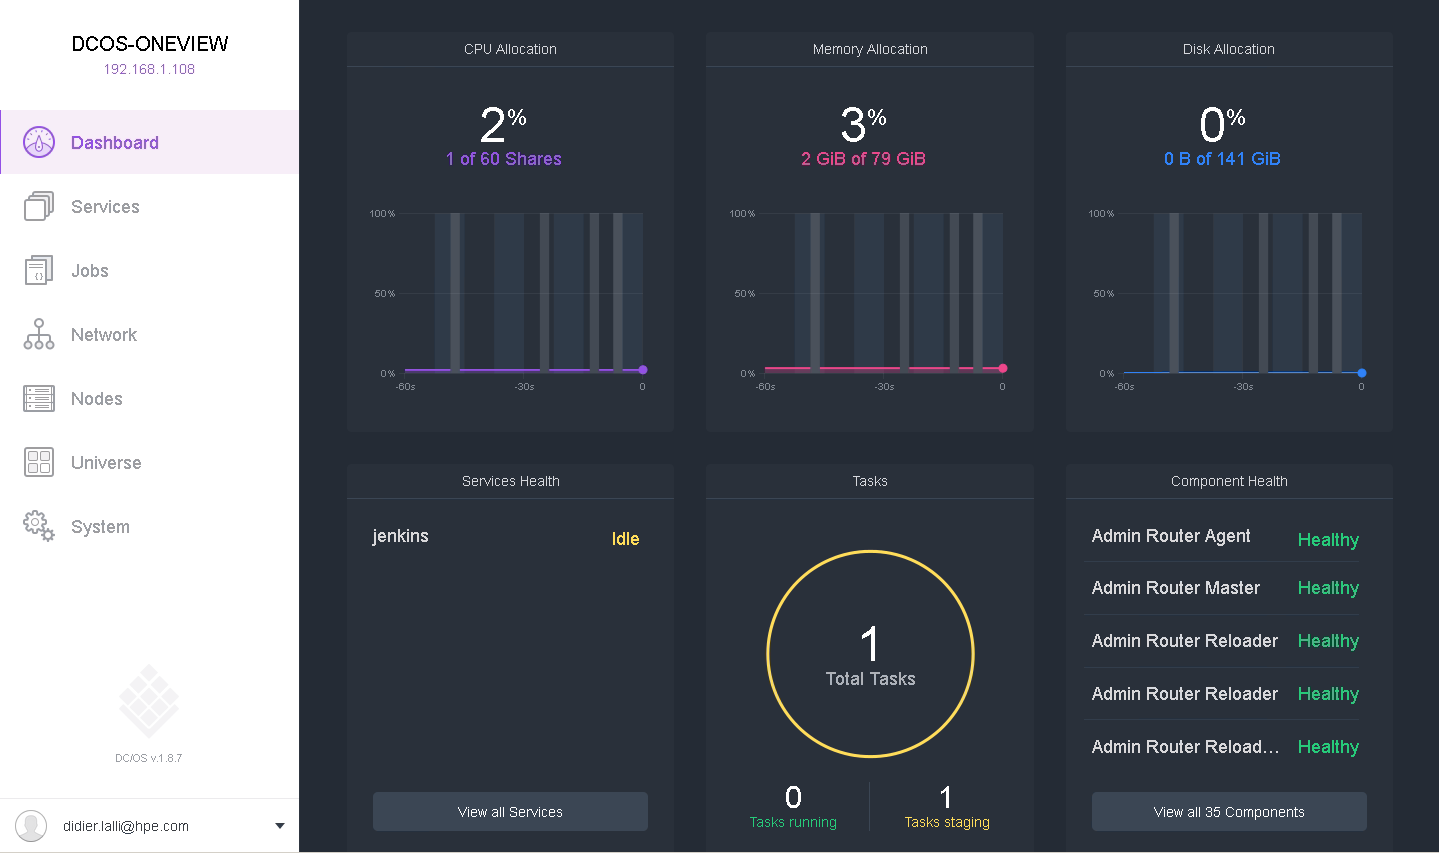 DCOS-ONEVIEW
192.168.1.108
Dashboard
Services
Jobs
Network
Nodes
Universe
System
DC/OS v.1.8.7
didier.lalli@hpe.com
CPU Allocation
2%
1 of 60 Shares
100%
50%
0%
-60s -30s 0
Memory Allocation
3%
2 GiB of 79 GiB
100%
50%
0%
-60s -30s 0
Disk Allocation
0%
0 B of 141 GiB
100%
50%
0%
-60s -30s 0
Services Health
jenkins Idle
View all Services
Tasks
1
Total Tasks
0 1
Tasks running Tasks staging
Component Health
Admin Router Agent Healthy
Admin Router Master Healthy
Admin Router Reloader Healthy
Admin Router Reloader Healthy
Admin Router Reload... Healthy
View all 35 Components